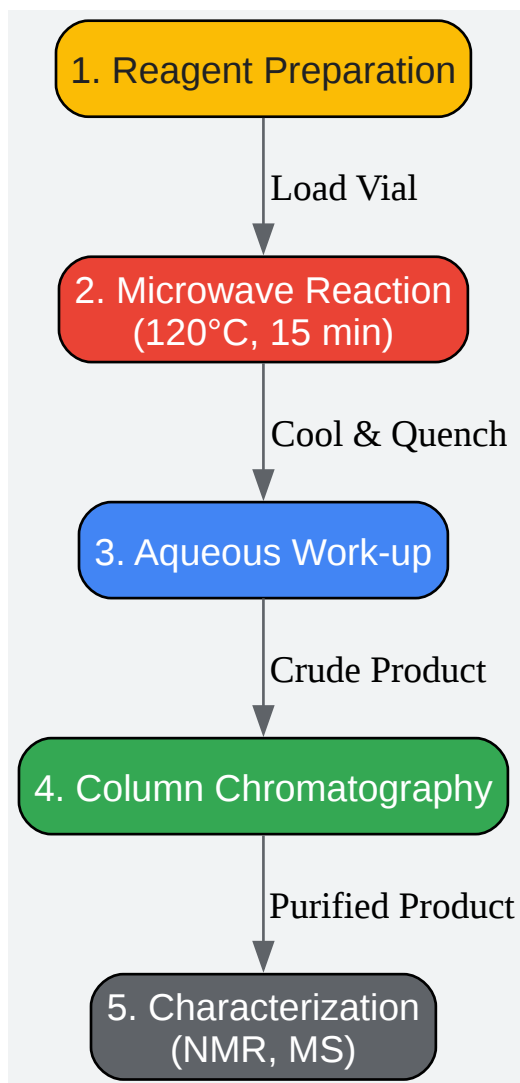 1. Reagent Preparation
Load Vial
2. Microwave Reaction
(120°C, 15 min)
Cool & Quench
3. Aqueous Work-up
Crude Product
4. Column Chromatography
Purified Product
5. Characterization
(NMR, MS)